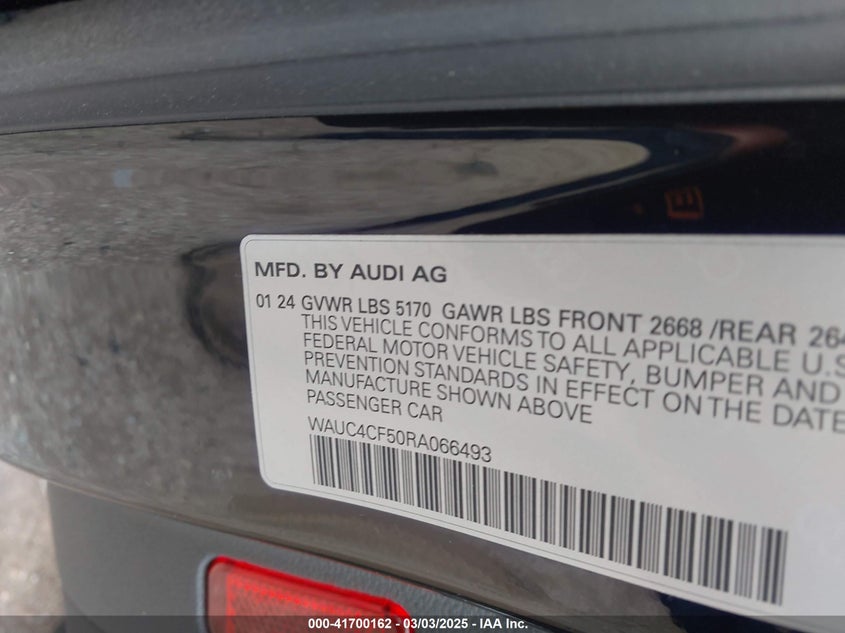 MFD. BY AUDI AG
01 24 GVWR LBS 5170 GAWR LBS FRONT 2668 /REAR 264
THIS VEHICLE CONFORMS TO ALL APPLICABLE U.S
FEDERAL MOTOR VEHICLE SAFETY, BUMPER AND
PREVENTION STANDARDS IN EFFECT ON THE DATE
MANUFACTURE SHOWN ABOVE
PASSENGER CAR
WAUC4CF50RA066493
000-41700162 - 03/03/2025 - IAA Inc.